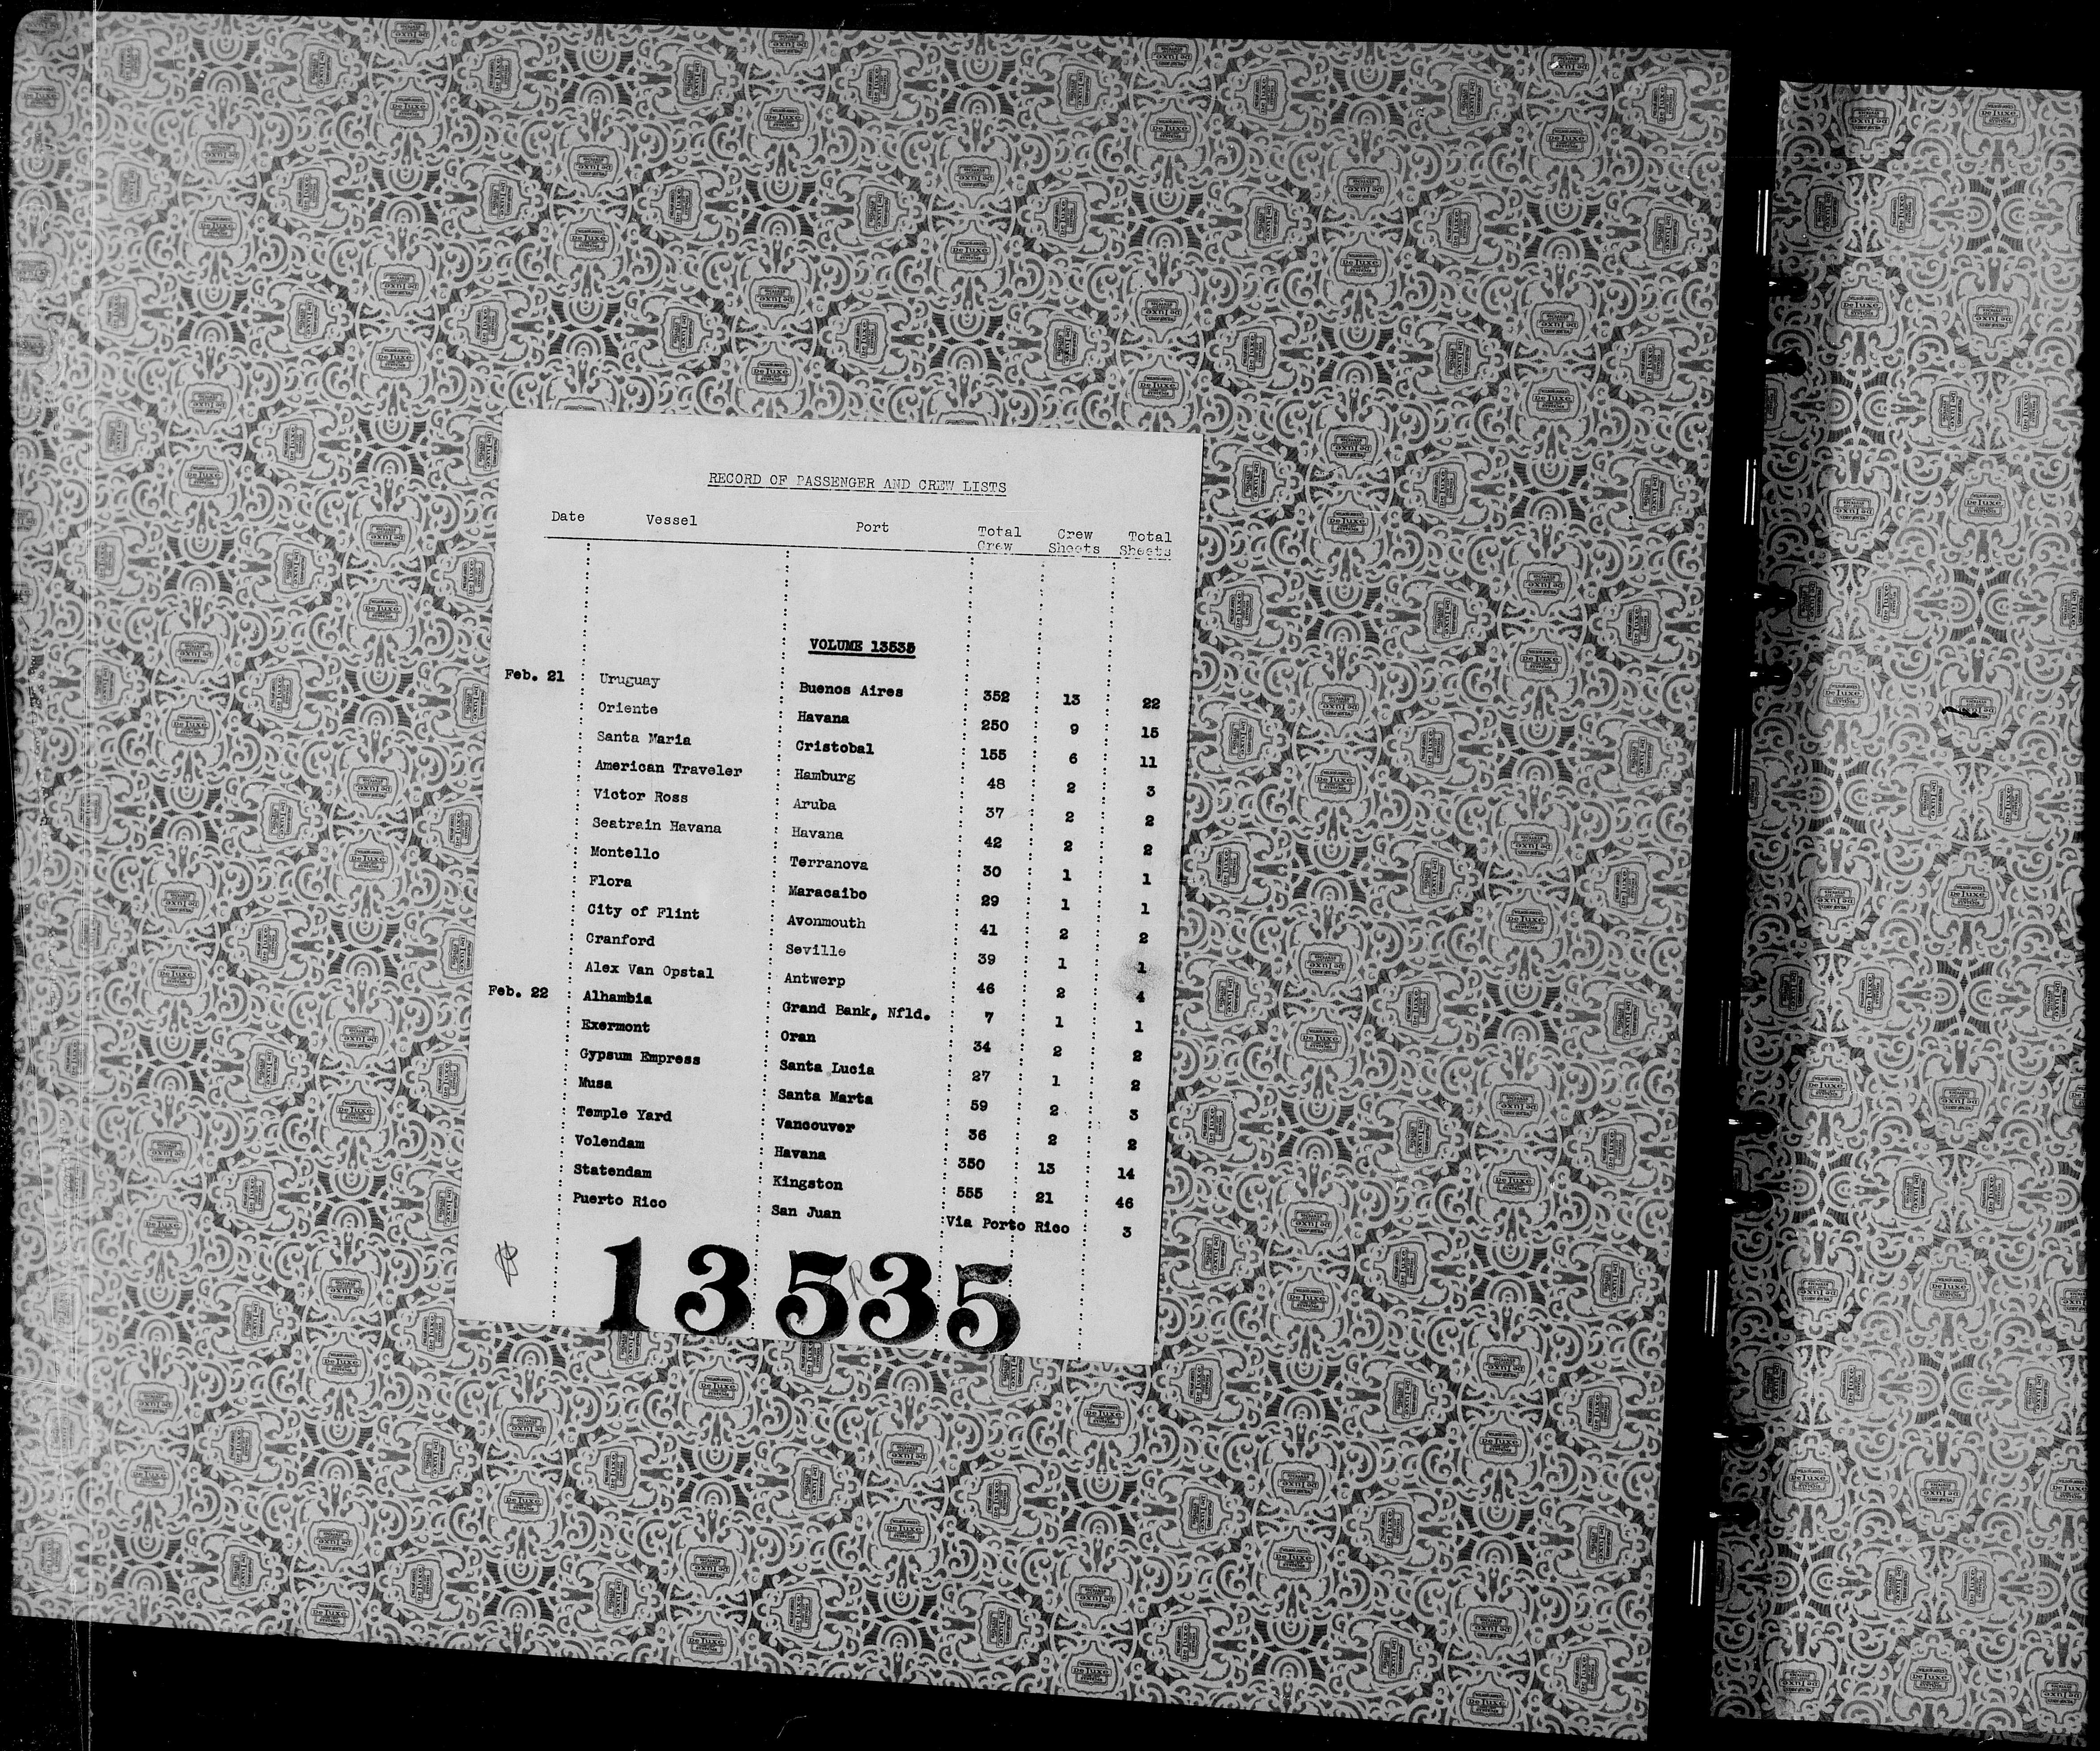 RECORD OF PASSENGER AND CREW LISTS
Date Vessel Port Total Crew Crew Sheets Total Sheets
VOLUME 13535
Feb. 21 Uruguay Buenos Aires 352 13 22
Oriente Havana 250 9 15
Santa Maria Cristobal 155 6 11
American Traveler Hamburg 48 2 3
Victor Ross Aruba 37 2 2
Seatrain Havana Havana 42 2 2
Montello Terranova 30 1 1
Flora Maracaibo 29 1 1
City of Flint Avonmouth 41 2 2
Cranford Seville 39 1 1
Alex Van Opstal Antwerp 46 2 4
Feb. 22 Alhambia Grand Bank, Nfld. 7 1 1
Exermont Oran 34 2 2
Gypsum Empress Santa Lucia 27 1 2
Musa Santa Marta 59 2 3
Temple Yard Vancouver 36 2 2
Volendam Havana 350 13 14
Statendam Kingston 555 21 46
Puerto Rico San Juan Via Porto Rico 3
13535